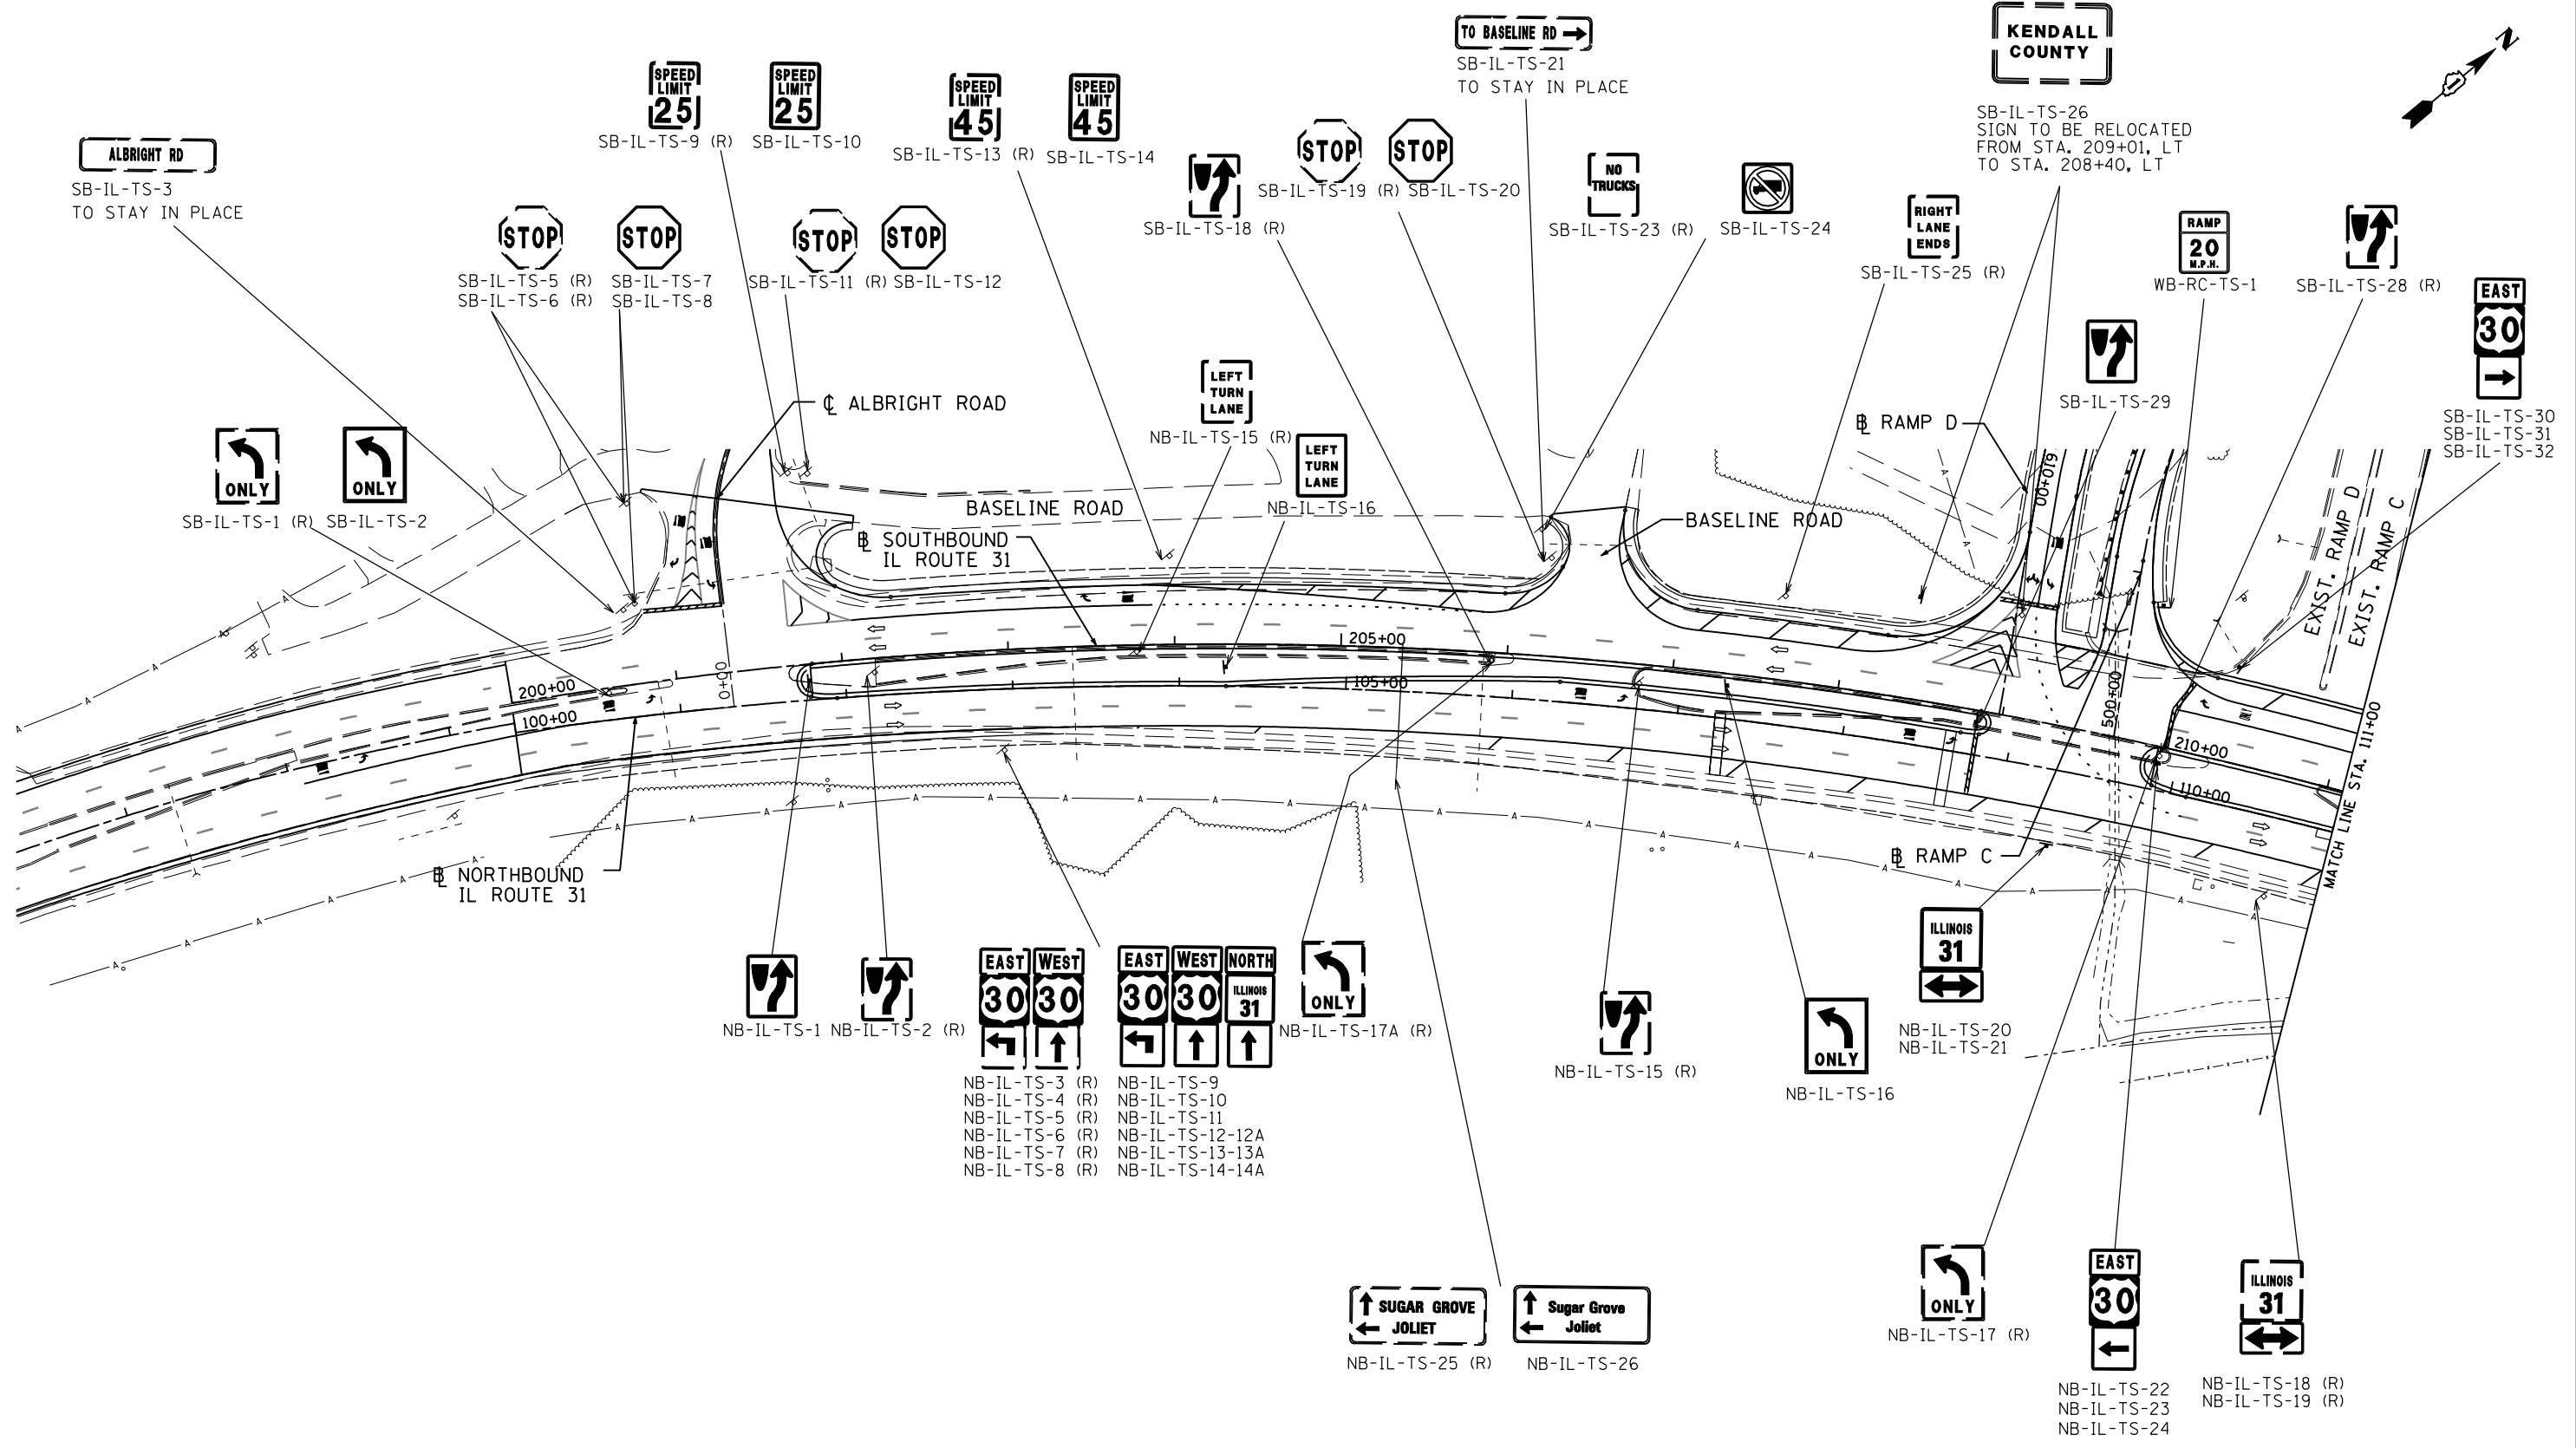 TO BASELINE RD
SB-IL-TS-21
TO STAY IN PLACE
KENDALL
COUNTY
SB-IL-TS-26
SIGN TO BE RELOCATED
FROM STA. 209+01, LT
TO STA. 208+40, LT
N
SPEED
LIMIT
25
SB-IL-TS-9 (R)
SPEED
LIMIT
25
SB-IL-TS-10
SPEED
LIMIT
45
SB-IL-TS-13 (R)
SPEED
LIMIT
45
SB-IL-TS-14
ALBRIGHT RD
SB-IL-TS-3
TO STAY IN PLACE
STOP
SB-IL-TS-5 (R)
SB-IL-TS-6 (R)
STOP
SB-IL-TS-7
SB-IL-TS-8
STOP
SB-IL-TS-11 (R)
STOP
SB-IL-TS-12
SB-IL-TS-18 (R)
STOP
SB-IL-TS-19 (R)
STOP
SB-IL-TS-20
NO
TRUCKS
SB-IL-TS-23 (R)
SB-IL-TS-24
RIGHT
LANE
ENDS
SB-IL-TS-25 (R)
RAMP
20
M.P.H.
WB-RC-TS-1
SB-IL-TS-28 (R)
EAST
30
SB-IL-TS-30
SB-IL-TS-31
SB-IL-TS-32
SB-IL-TS-29
ONLY
SB-IL-TS-1 (R)
ONLY
SB-IL-TS-2
℄ ALBRIGHT ROAD
LEFT
TURN
LANE
NB-IL-TS-15 (R)
LEFT
TURN
LANE
NB-IL-TS-16
BASELINE ROAD
BL SOUTHBOUND
IL ROUTE 31
BASELINE ROAD
BL RAMP D
610+00
EXIST. RAMP D
EXIST. RAMP C
200+00
100+00
0+00
205+00
105+00
500+00
210+00
110+00
MATCH LINE STA. 111+00
BL NORTHBOUND
IL ROUTE 31
BL RAMP C
NB-IL-TS-1
NB-IL-TS-2 (R)
EAST
30
WEST
30
NB-IL-TS-3 (R)
NB-IL-TS-4 (R)
NB-IL-TS-5 (R)
NB-IL-TS-6 (R)
NB-IL-TS-7 (R)
NB-IL-TS-8 (R)
EAST
30
WEST
30
NORTH
ILLINOIS
31
NB-IL-TS-9
NB-IL-TS-10
NB-IL-TS-11
NB-IL-TS-12-12A
NB-IL-TS-13-13A
NB-IL-TS-14-14A
ONLY
NB-IL-TS-17A (R)
NB-IL-TS-15 (R)
ONLY
NB-IL-TS-16
ILLINOIS
31
NB-IL-TS-20
NB-IL-TS-21
SUGAR GROVE
JOLIET
NB-IL-TS-25 (R)
Sugar Grove
Joliet
NB-IL-TS-26
ONLY
NB-IL-TS-17 (R)
EAST
30
NB-IL-TS-22
NB-IL-TS-23
NB-IL-TS-24
ILLINOIS
31
NB-IL-TS-18 (R)
NB-IL-TS-19 (R)